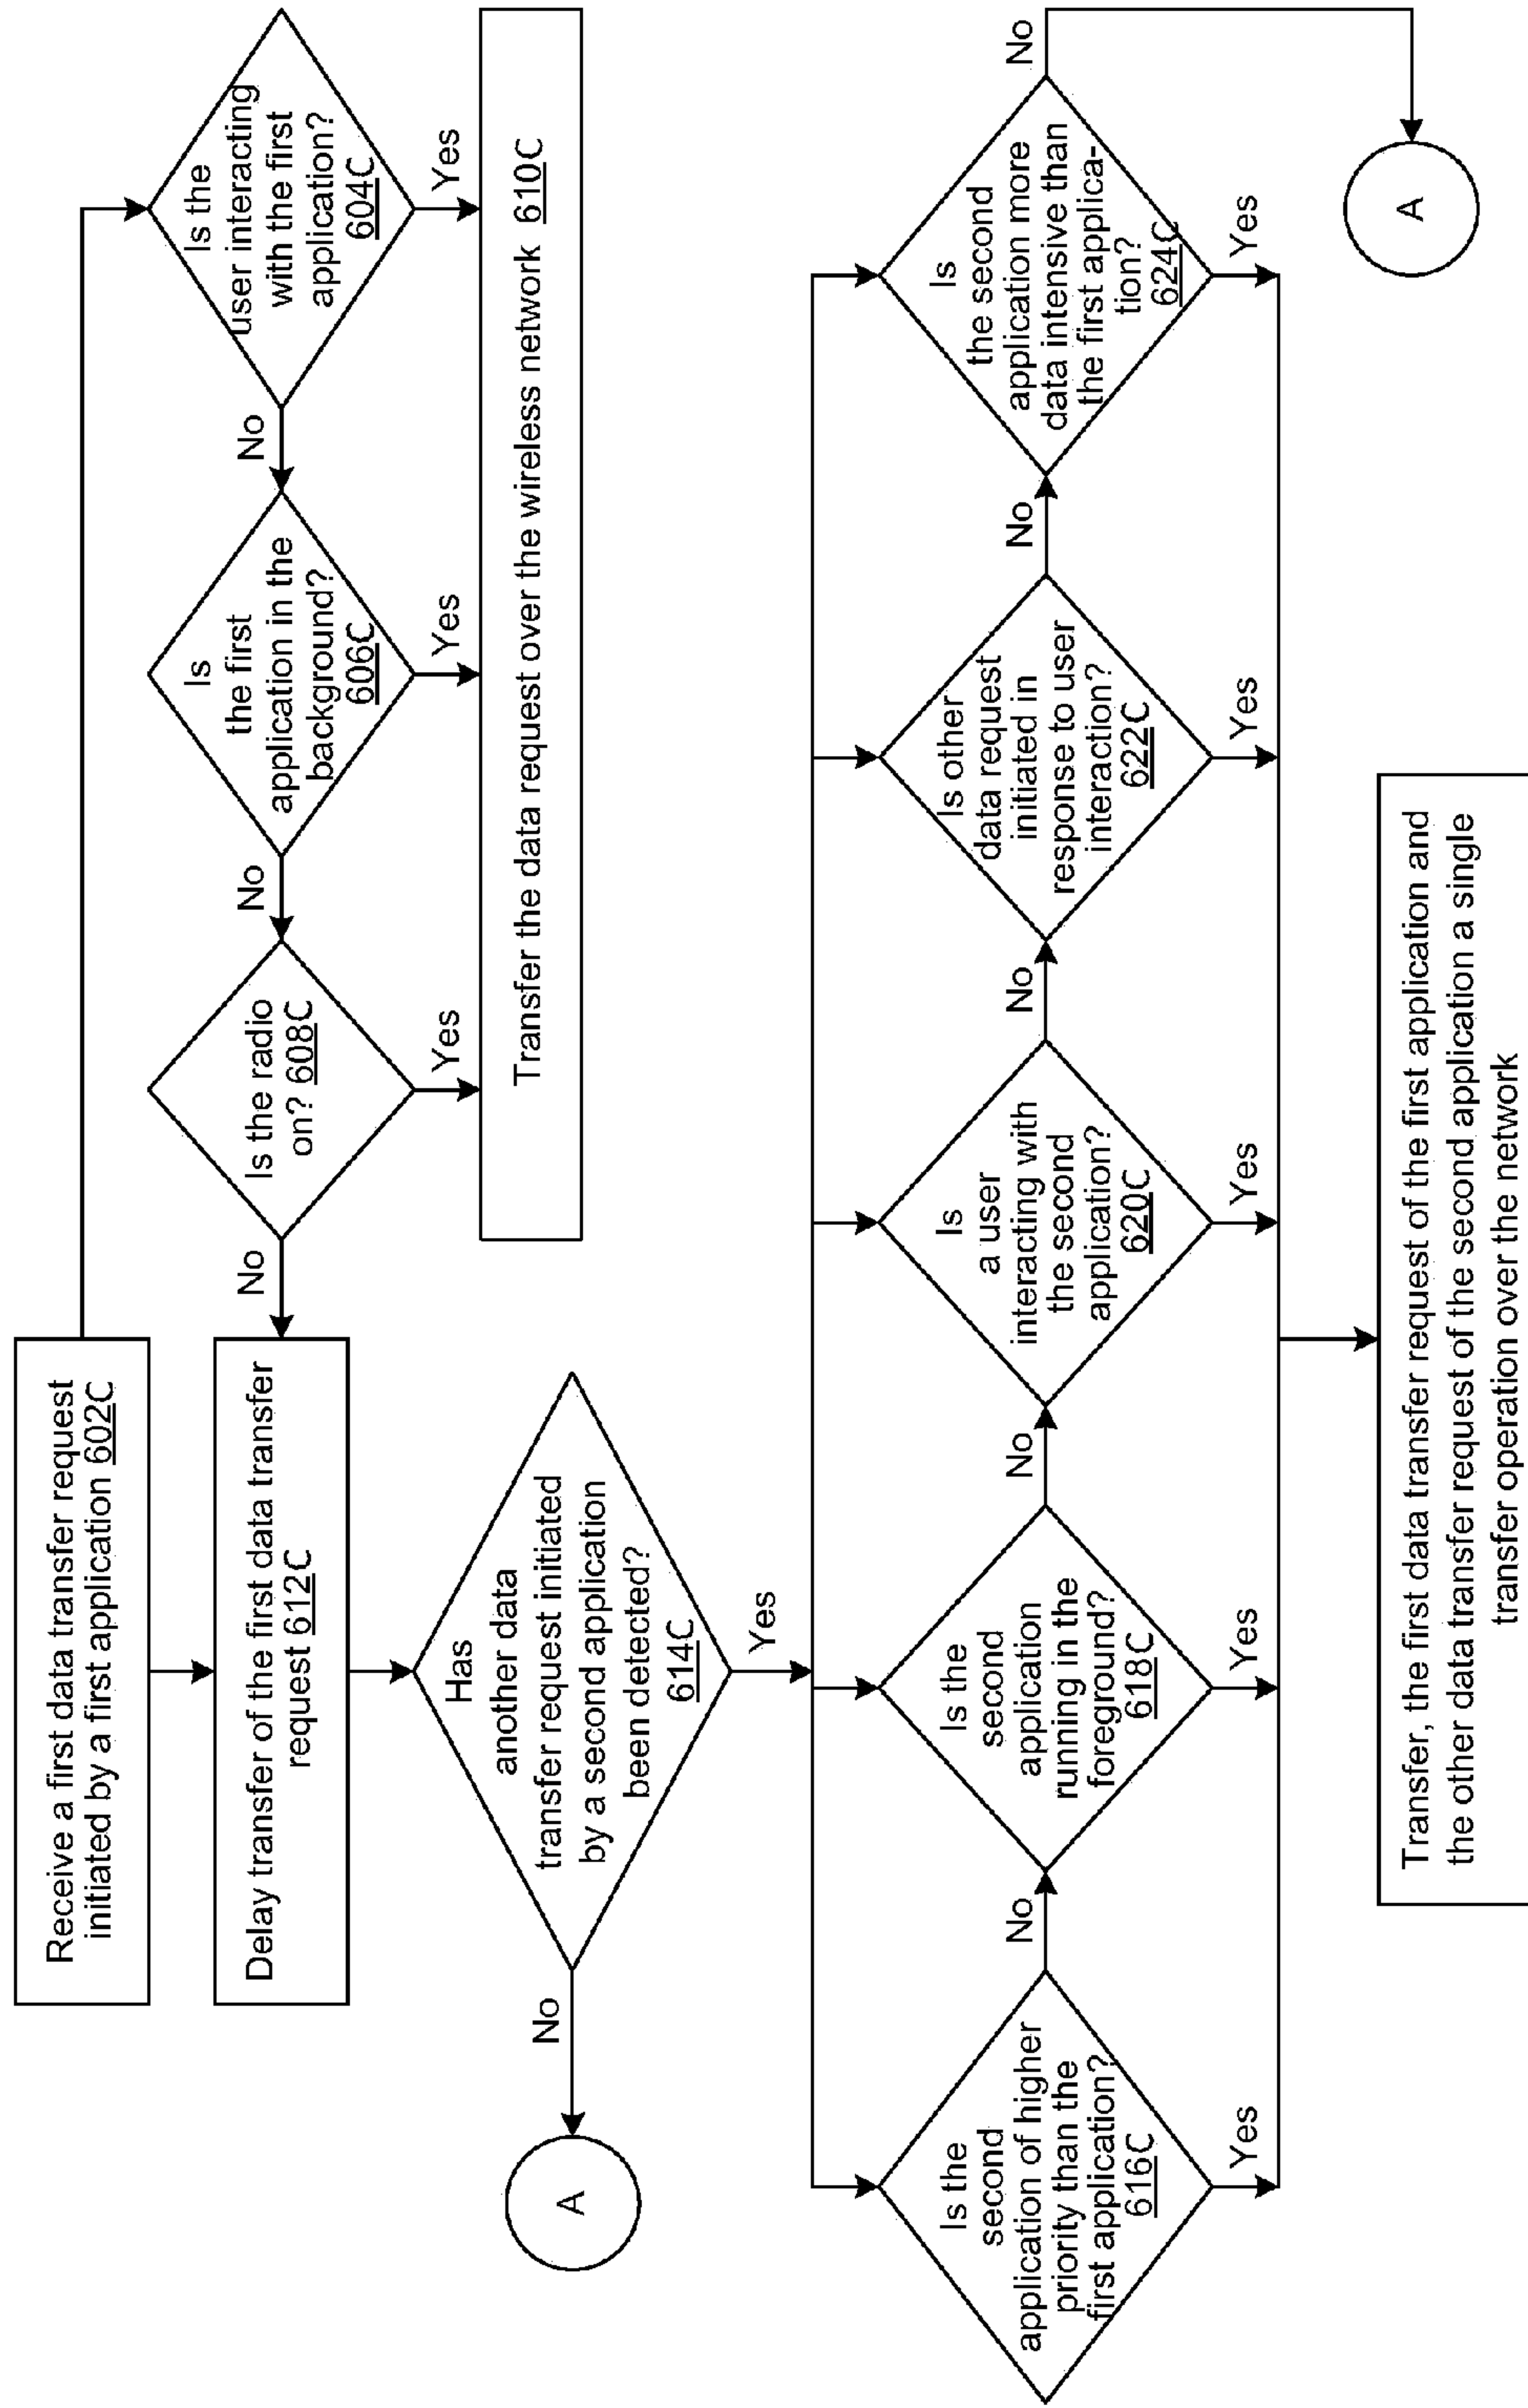 Receive a first data transfer request
initiated by a first application 602C
Is the
user interacting
with the first
application?
604C
No
Yes
Is
the first
application in the
background?
606C
No
Yes
Is the radio
on? 608C
No
Yes
Transfer the data request over the wireless network 610C
Delay transfer of the first data transfer
request 612C
Has
another data
transfer request initiated
by a second application
been detected?
614C
No
A
Yes
Is the
second
application of higher
priority than the
first application?
616C
No
Yes
Is the
second
application
running in the
foreground?
618C
No
Yes
Is
a user
interacting with
the second
application?
620C
No
Yes
Is other
data request
initiated in
response to user
interaction?
622C
No
Yes
Is
the second
application more
data intensive than
the first applica-
tion?
624C
No
Yes
A
Transfer, the first data transfer request of the first application and
the other data transfer request of the second application a single
transfer operation over the network